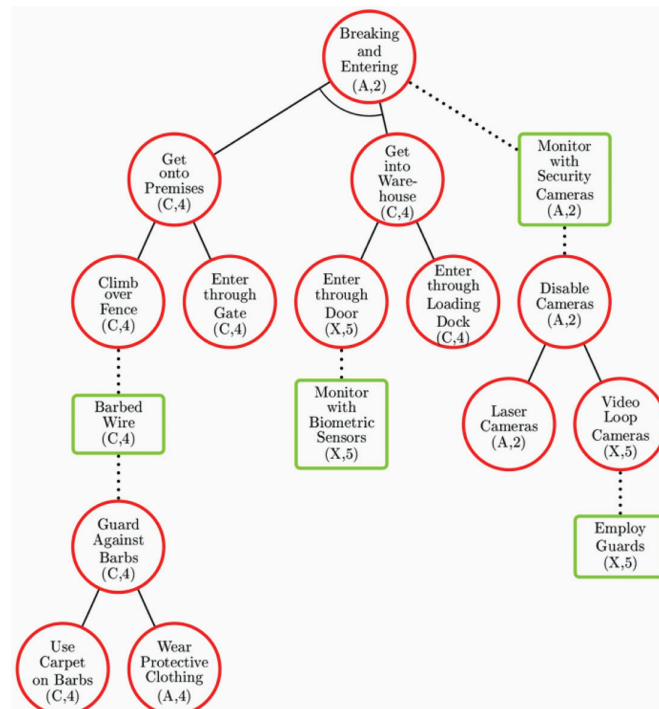 Breaking
and
Entering
(A,2)
Get
onto
Premises
(C,4)
Get
into
Ware-
house
(C,4)
Monitor
with
Security
Cameras
(A,2)
Climb
over
Fence
(C,4)
Enter
through
Gate
(C,4)
Enter
through
Door
(X,5)
Enter
through
Loading
Dock
(C,4)
Disable
Cameras
(A,2)
Barbed
Wire
(C,4)
Monitor
with
Biometric
Sensors
(X,5)
Laser
Cameras
(A,2)
Video
Loop
Cameras
(X,5)
Guard
Against
Barbs
(C,4)
Employ
Guards
(X,5)
Use
Carpet
on Barbs
(C,4)
Wear
Protective
Clothing
(A,4)